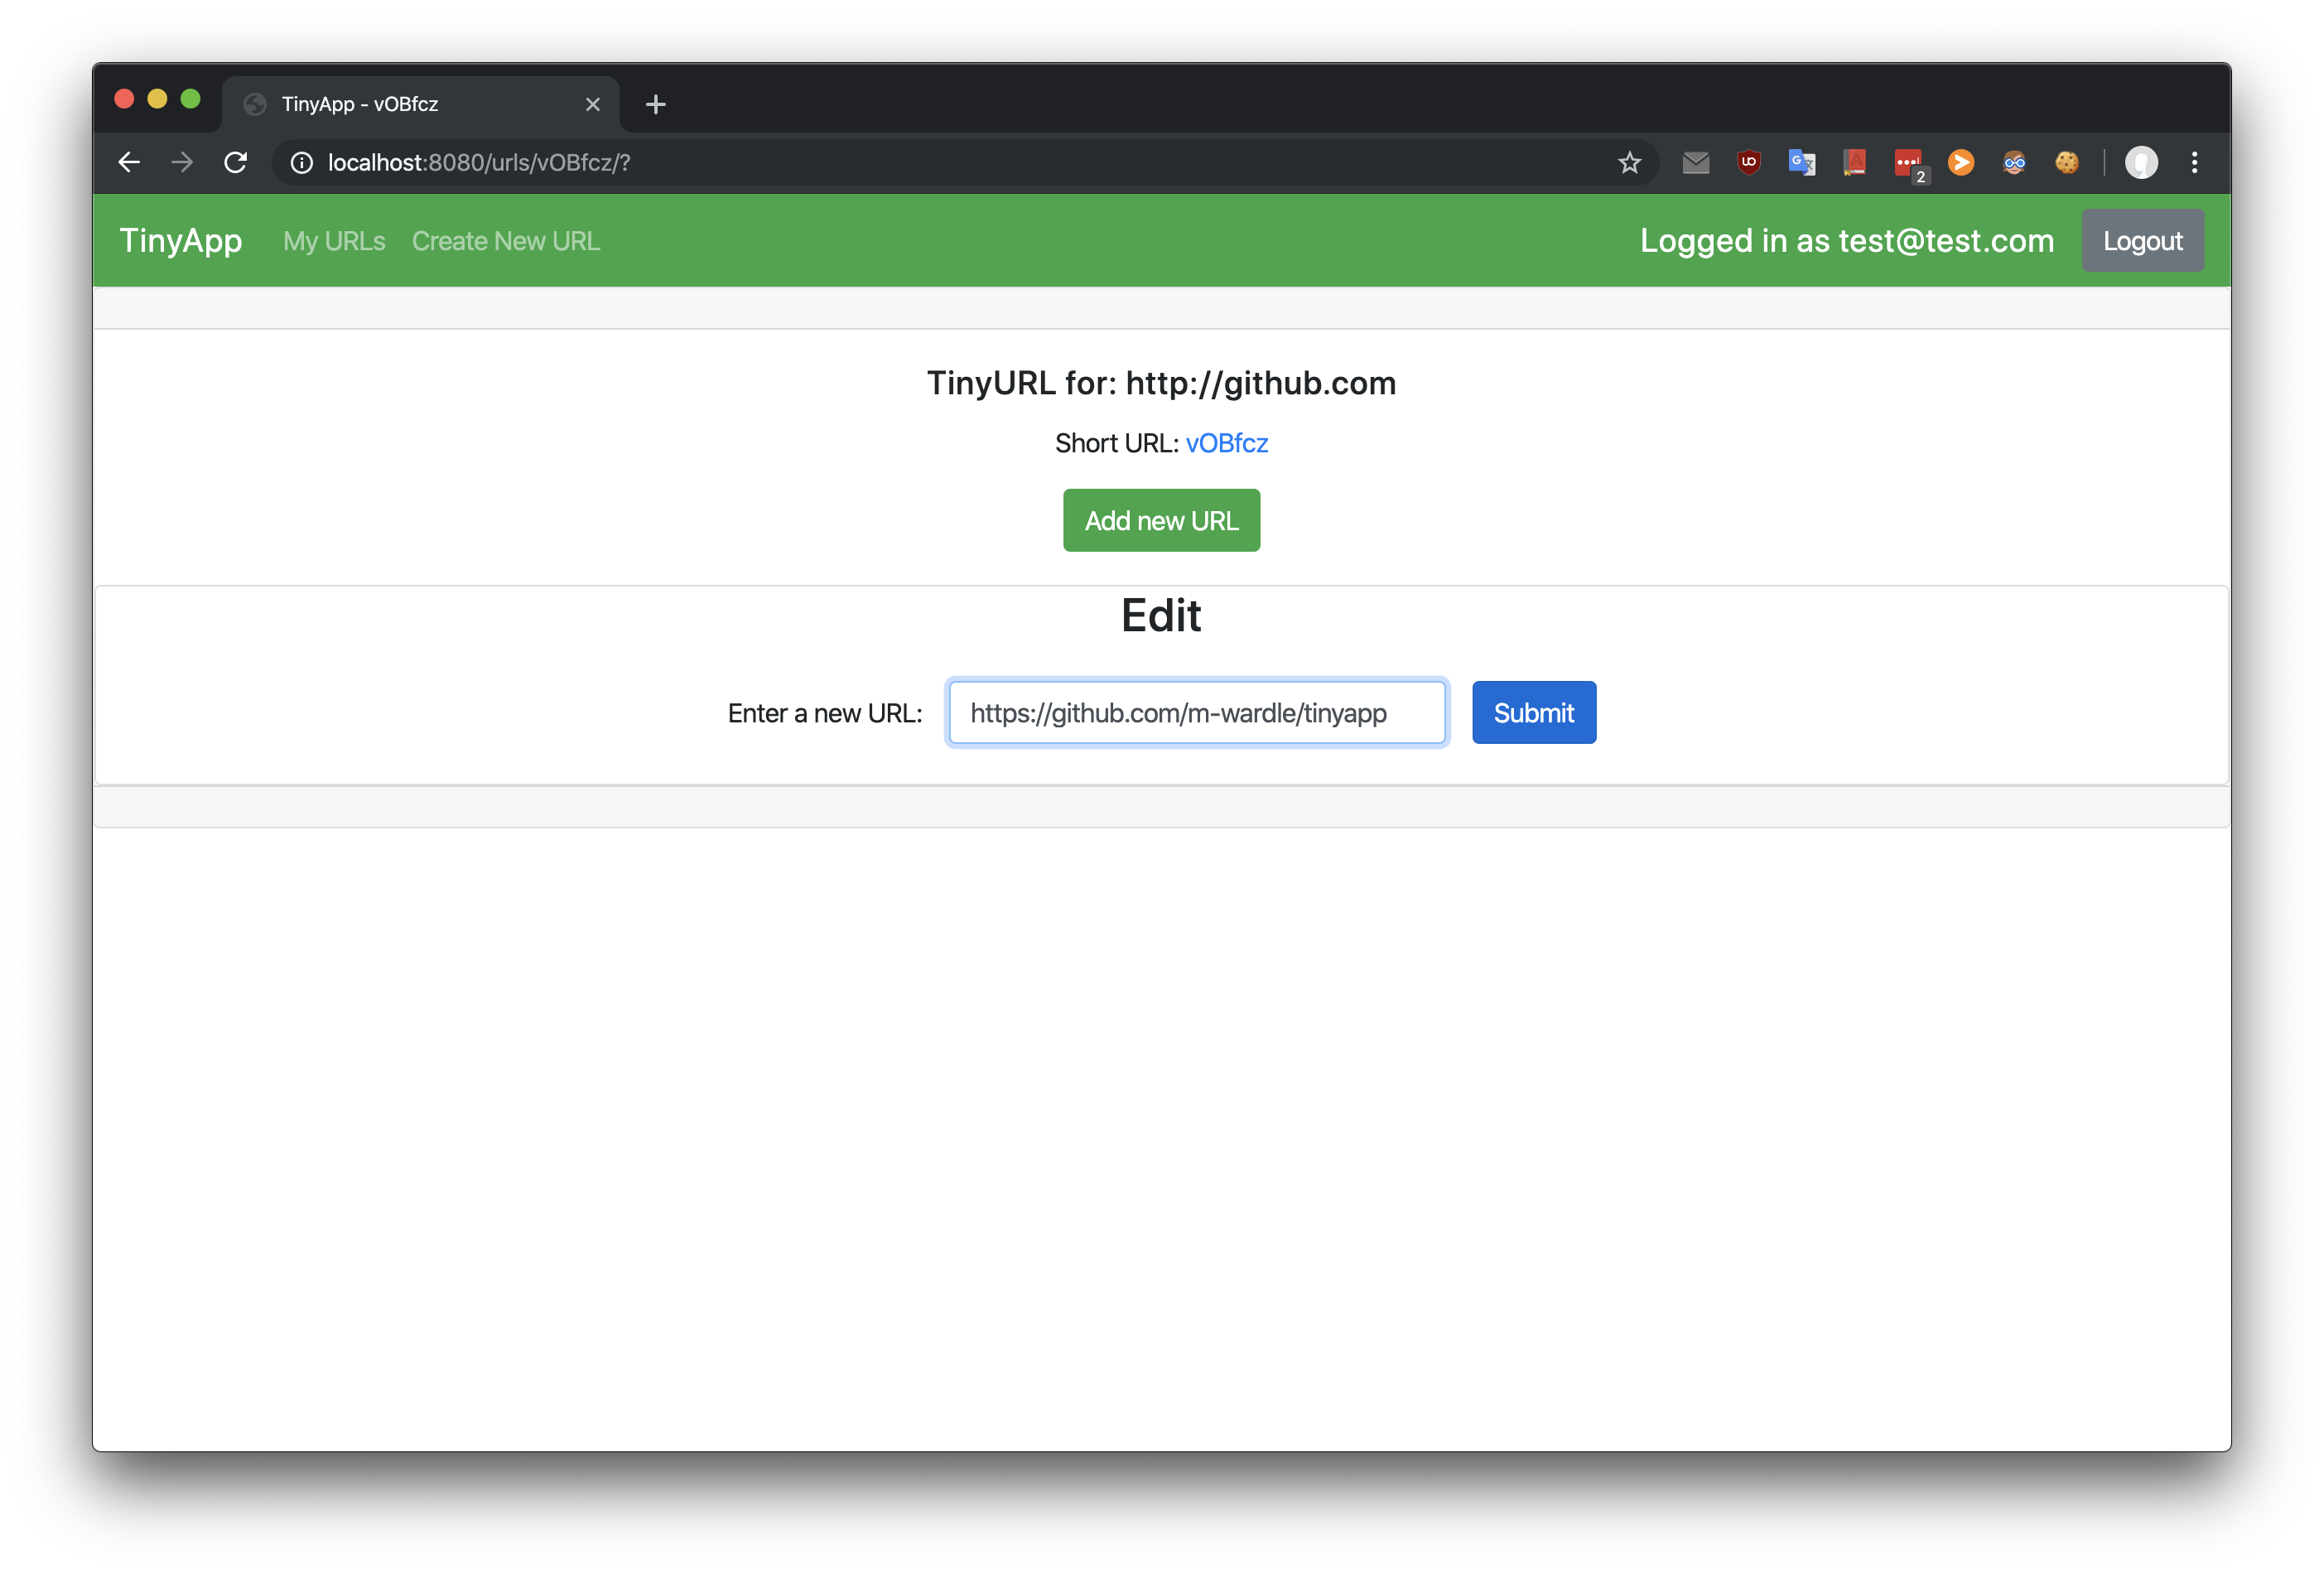 TinyApp - vOBfcz
localhost:8080/urls/vOBfcz/?
2
TinyApp My URLs Create New URL Logged in as test@test.com Logout
TinyURL for: http://github.com
Short URL: vOBfcz
Add new URL
Edit
Enter a new URL: https://github.com/m-wardle/tinyapp Submit